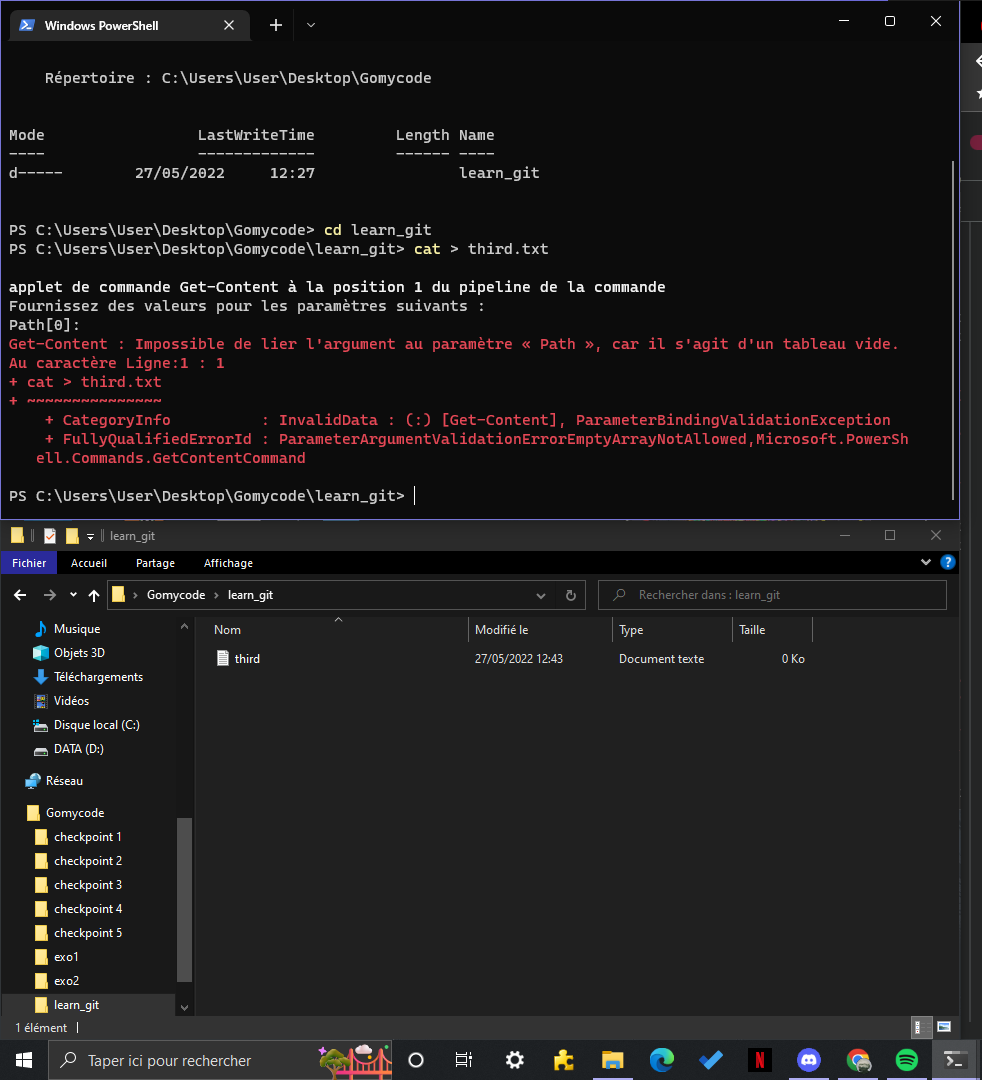 Windows PowerShell
Répertoire : C:\Users\User\Desktop\Gomycode
Mode LastWriteTime Length Name
---- ------------- ------ ----
d----- 27/05/2022 12:27 learn_git
PS C:\Users\User\Desktop\Gomycode> cd learn_git
PS C:\Users\User\Desktop\Gomycode\learn_git> cat > third.txt
applet de commande Get-Content à la position 1 du pipeline de la commande
Fournissez des valeurs pour les paramètres suivants :
Path[0]:
Get-Content : Impossible de lier l'argument au paramètre « Path », car il s'agit d'un tableau vide.
Au caractère Ligne:1 : 1
+ cat > third.txt
+ ~~~~~~~~~~~~~~~
+ CategoryInfo : InvalidData : (:) [Get-Content], ParameterBindingValidationException
+ FullyQualifiedErrorId : ParameterArgumentValidationErrorEmptyArrayNotAllowed,Microsoft.PowerSh
ell.Commands.GetContentCommand
PS C:\Users\User\Desktop\Gomycode\learn_git>
learn_git
Fichier Accueil Partage Affichage
Gomycode > learn_git Rechercher dans : learn_git
Nom Modifié le Type Taille
third 27/05/2022 12:43 Document texte 0 Ko
Musique
Objets 3D
Téléchargements
Vidéos
Disque local (C:)
DATA (D:)
Réseau
Gomycode
checkpoint 1
checkpoint 2
checkpoint 3
checkpoint 4
checkpoint 5
exo1
exo2
learn_git
1 élément
Taper ici pour rechercher